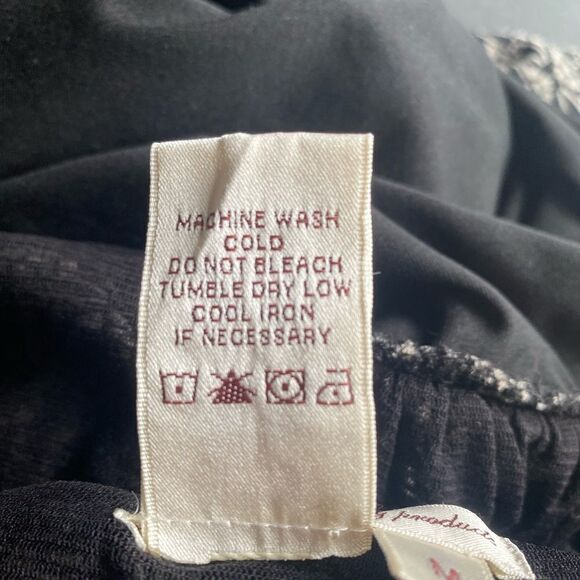 MACHINE WASH
COLD
DO NOT BLEACH
TUMBLE DRY LOW
COOL IRON
IF NECESSARY
M